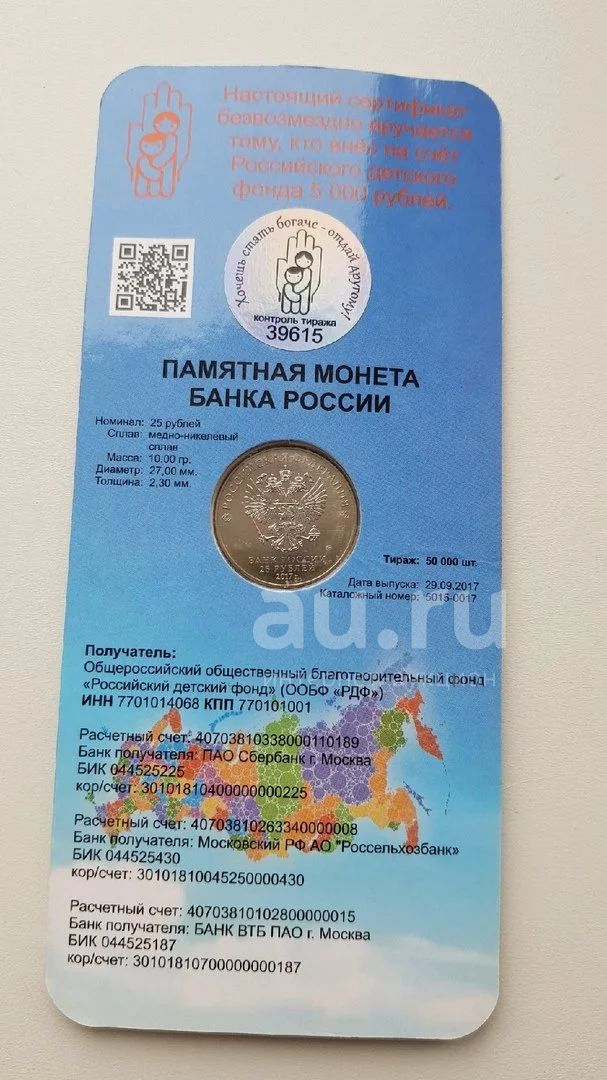 Настоящий сертификат
безвозмездно вручается
тому, кто внёс на счёт
Российского детского
фонда 5 000 рублей.
Хочешь стать богаче - отдай другому!
контроль тиража
39615
ПАМЯТНАЯ МОНЕТА
БАНКА РОССИИ
Номинал: 25 рублей
Сплав: медно-никелевый
сплав
Масса: 10.00 гр.
Диаметр: 27,00 мм.
Толщина: 2,30 мм.
РОССИЙСКАЯ ФЕДЕРАЦИЯ
БАНК РОССИИ
25 РУБЛЕЙ
2017 г.
Тираж: 50 000 шт.
Дата выпуска: 29.09.2017
Каталожный номер: 5015-0017
au.ru
Получатель:
Общероссийский общественный благотворительный фонд
«Российский детский фонд» (ООБФ «РДФ»)
ИНН 7701014068 КПП 770101001
Расчетный счет: 40703810338000110189
Банк получателя: ПАО Сбербанк г. Москва
БИК 044525225
кор/счет: 30101810400000000225
Расчетный счет: 40703810263340000008
Банк получателя: Московский РФ АО "Россельхозбанк»
БИК 044525430
кор/счет: 30101810045250000430
Расчетный счет: 40703810102800000015
Банк получателя: БАНК ВТБ ПАО г. Москва
БИК 044525187
кор/счет: 30101810700000000187